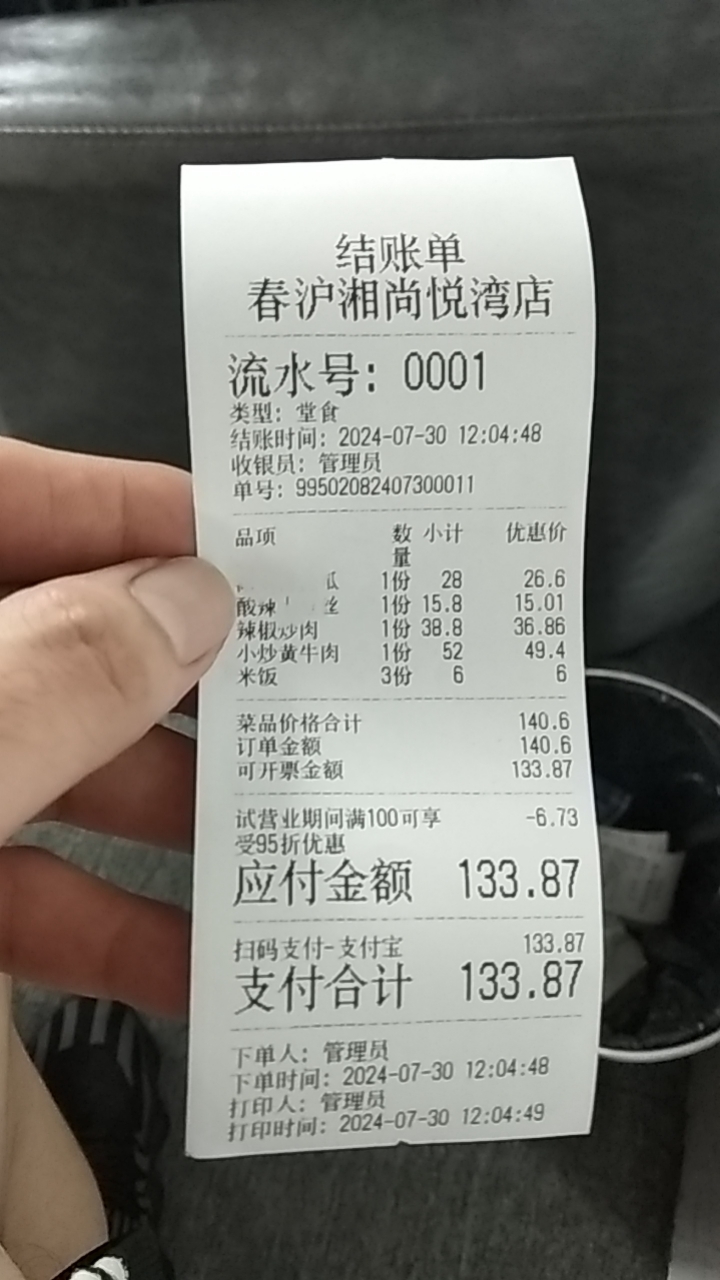 结账单
春沪湘尚悦湾店
流水号: 0001
类型: 堂食
结账时间: 2024-07-30 12:04:48
收银员: 管理员
单号: 99502082407300011
品项 数量 小计 优惠价
瓜 1份 28 26.6
酸辣 丝 1份 15.8 15.01
辣椒炒肉 1份 38.8 36.86
小炒黄牛肉 1份 52 49.4
米饭 3份 6 6
菜品价格合计 140.6
订单金额 140.6
可开票金额 133.87
试营业期间满100可享 -6.73
受95折优惠
应付金额 133.87
扫码支付-支付宝 133.87
支付合计 133.87
下单人: 管理员
下单时间: 2024-07-30 12:04:48
打印人: 管理员
打印时间: 2024-07-30 12:04:49